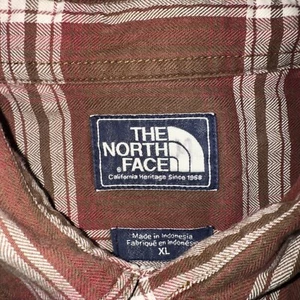 THE
NORTH
FACE
®California Heritage Since 1968
Made in Indonesia
Fabriqué en Indonésie
XL